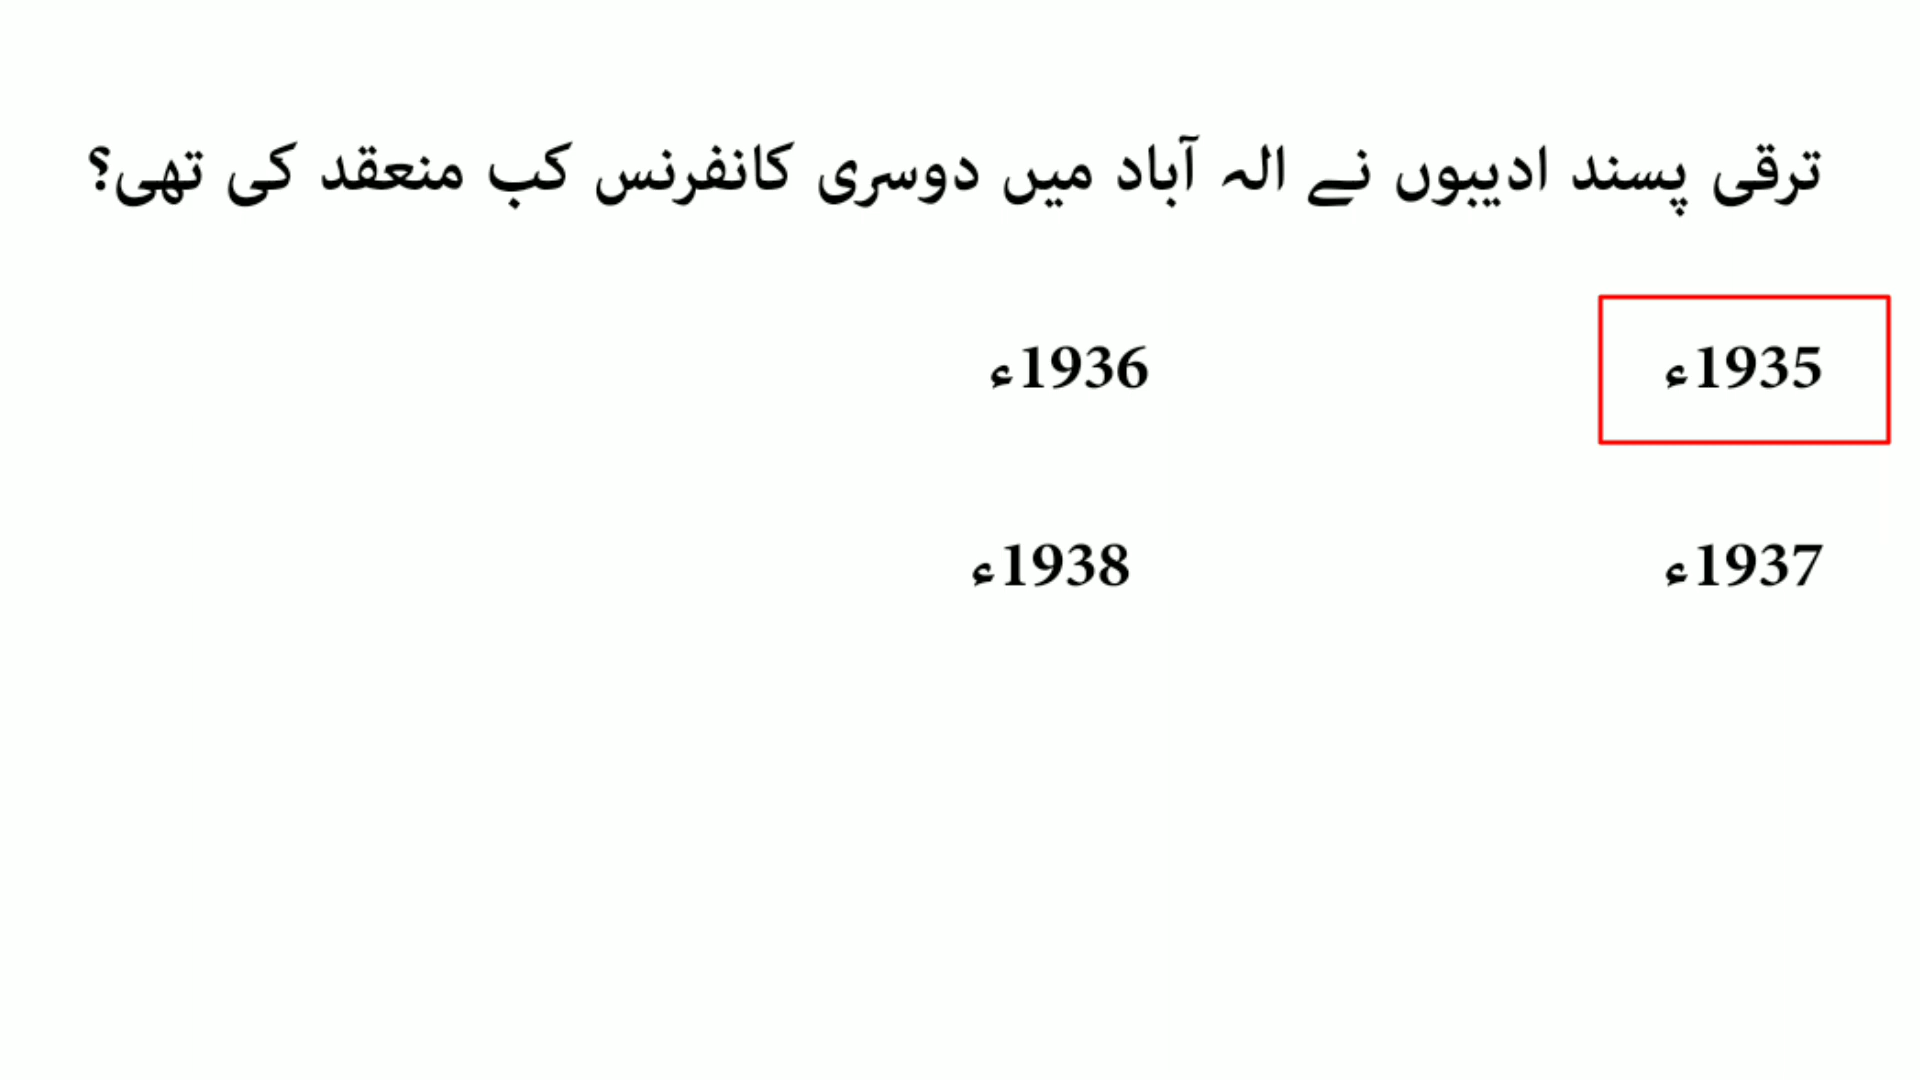 ترقی پسند ادیبوں نے الہ آباد میں دوسری کانفرنس کب منعقد کی تھی؟
1935ء 1936ء
1937ء 1938ء